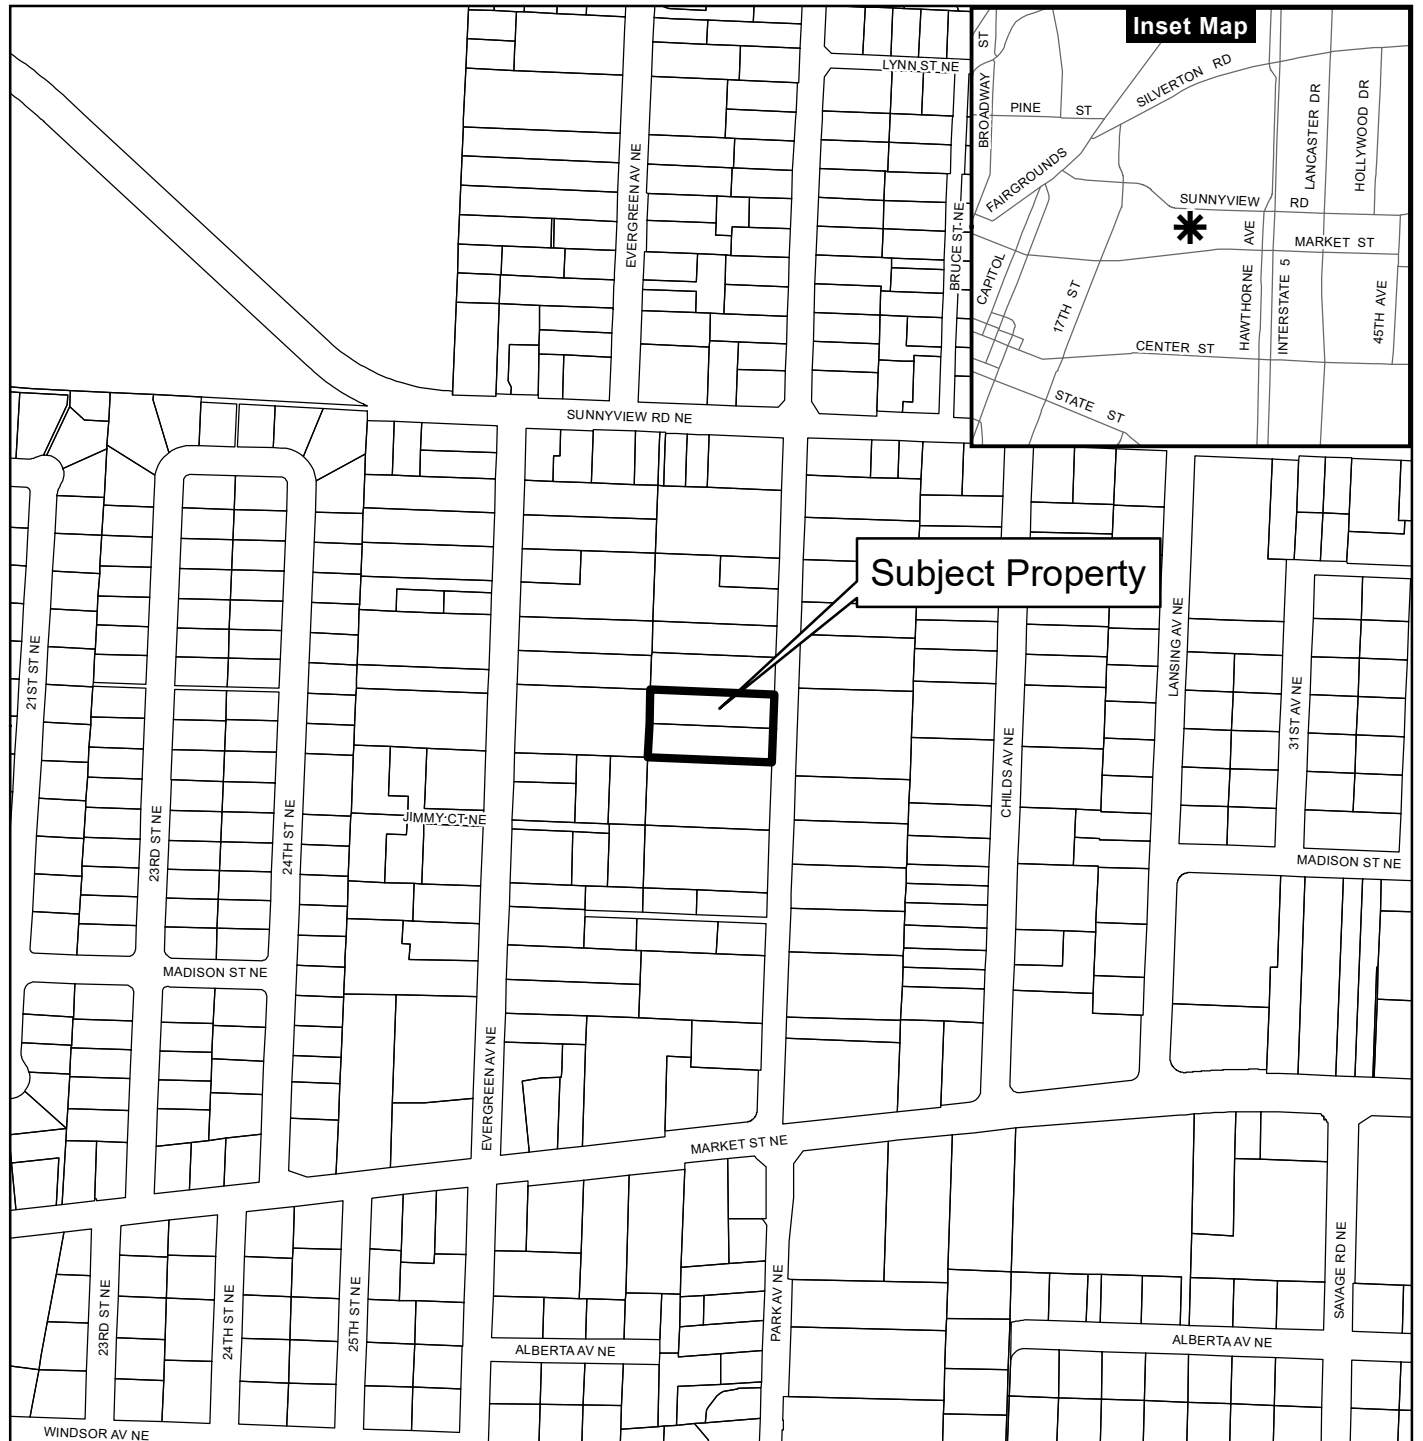 Inset Map
LYNN ST NE
EVERGREEN AV NE
BRUCE ST NE
BROADWAY ST
PINE ST
SILVERTON RD
LANCASTER DR
HOLLYWOOD DR
FAIRGROUNDS
SUNNYVIEW RD
MARKET ST
CAPITOL
17TH ST
HAWTHORNE AVE
INTERSTATE 5
45TH AVE
CENTER ST
STATE ST
SUNNYVIEW RD NE
Subject Property
21ST ST NE
23RD ST NE
24TH ST NE
JIMMY CT NE
CHILDS AV NE
LANSING AV NE
31ST AV NE
MADISON ST NE
MADISON ST NE
EVERGREEN AV NE
MARKET ST NE
23RD ST NE
24TH ST NE
25TH ST NE
ALBERTA AV NE
PARK AV NE
ALBERTA AV NE
SAVAGE RD NE
WINDSOR AV NE